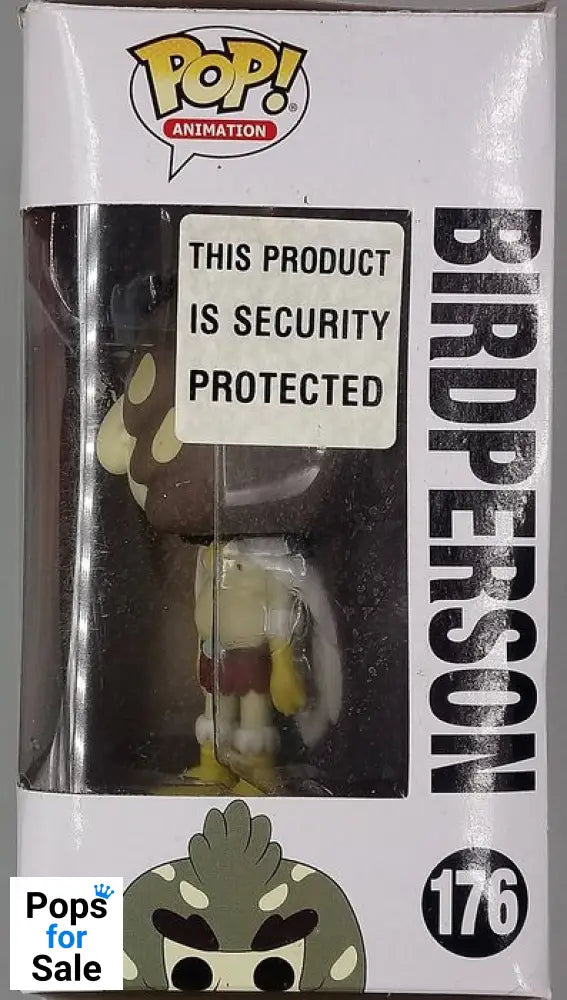 POP!
ANIMATION
THIS PRODUCT
IS SECURITY
PROTECTED
BIRDPERSON
176
Pops
for
Sale